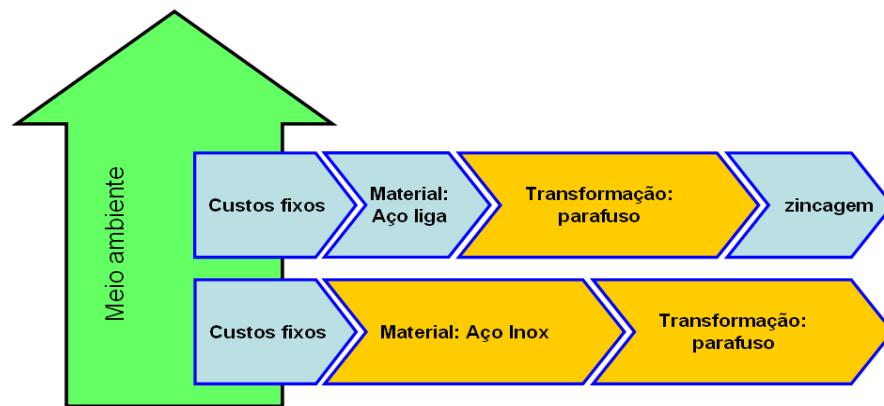 Meio ambiente
Custos fixos
Material:
Aço liga
Transformação:
parafuso
zincagem
Custos fixos
Material: Aço Inox
Transformação:
parafuso